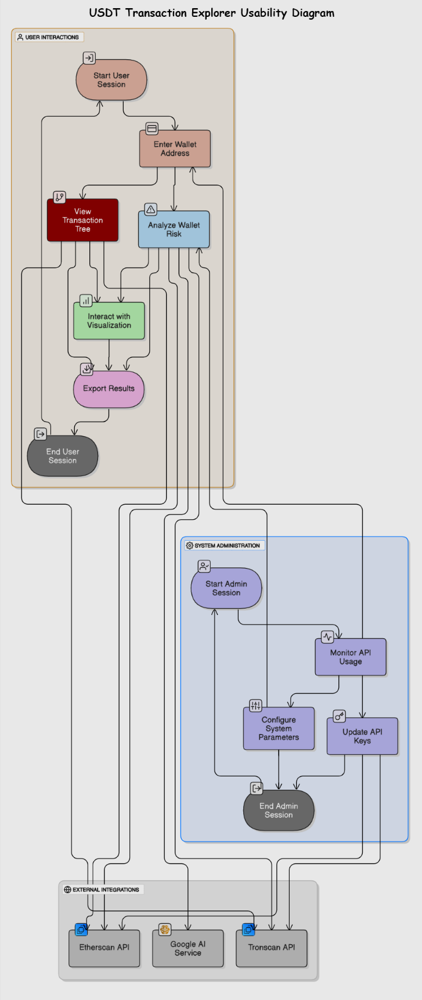 USDT Transaction Explorer Usability Diagram
USER INTERACTIONS
Start User
Session
Enter Wallet
Address
View
Transaction
Tree
Analyze Wallet
Risk
Interact with
Visualization
Export Results
End User
Session
SYSTEM ADMINISTRATION
Start Admin
Session
Monitor API
Usage
Configure
System
Parameters
Update API
Keys
End Admin
Session
EXTERNAL INTEGRATIONS
Etherscan API
Google AI
Service
Tronscan API